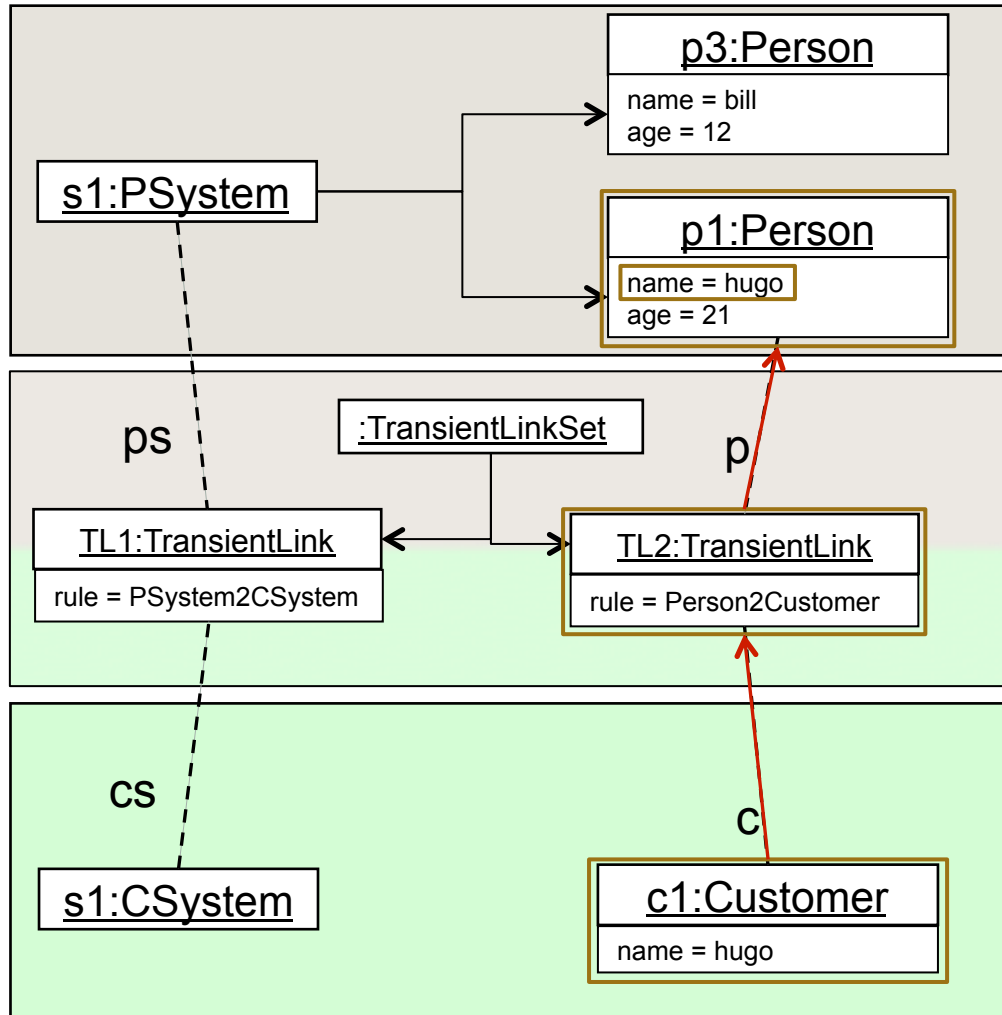 p3:Person
name = bill
age = 12
s1:PSystem
p1:Person
name = hugo
age = 21
:TransientLinkSet
ps
p
TL1:TransientLink
rule = PSystem2CSystem
TL2:TransientLink
rule = Person2Customer
cs
c
s1:CSystem
c1:Customer
name = hugo